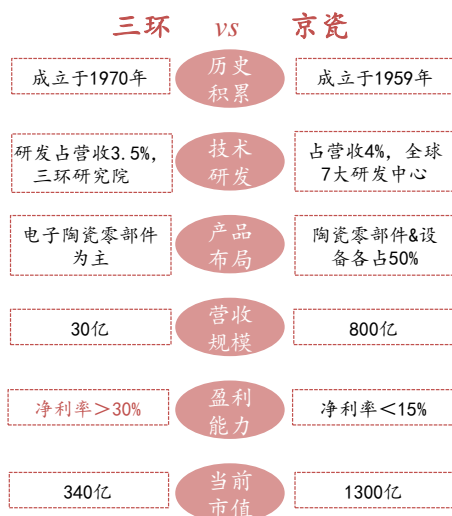 三环 vs 京瓷
成立于1970年
历史
积累
成立于1959年
研发占营收3.5%,
三环研究院
技术
研发
占营收4%, 全球
7大研发中心
电子陶瓷零部件
为主
产品
布局
陶瓷零部件&设
备各占50%
30亿
营收
规模
800亿
净利率＞30%
盈利
能力
净利率＜15%
340亿
当前
市值
1300亿